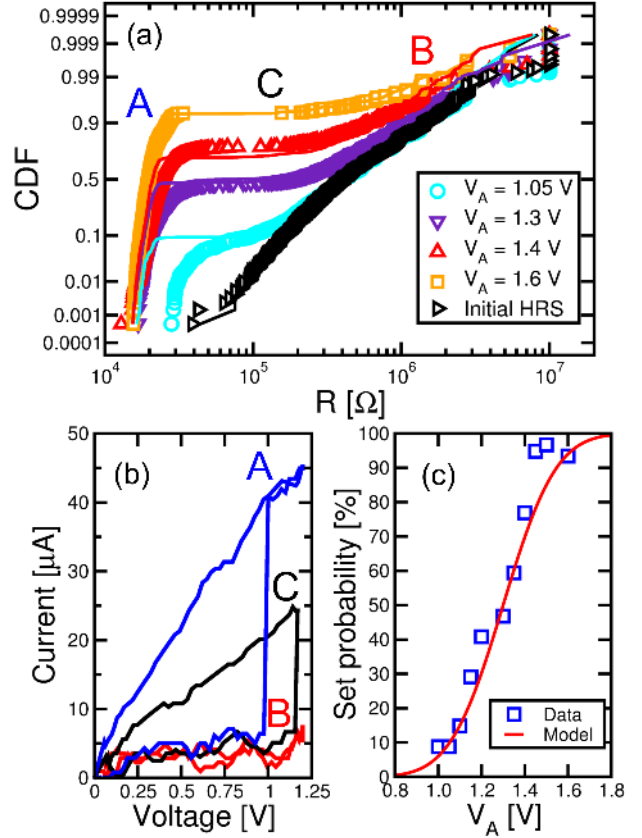 (a)
A
C
B
0.9999
0.999
0.99
0.9
0.5
0.1
0.01
0.001
0.0001
CDF
V_A = 1.05 V
V_A = 1.3 V
V_A = 1.4 V
V_A = 1.6 V
Initial HRS
10^4 10^5 10^6 10^7
R [Ω]
(b)
A
C
B
50
40
30
20
10
0
Current [μA]
0 0.25 0.5 0.75 1.0 1.25
Voltage [V]
(c)
100
90
80
70
60
50
40
30
20
10
0
Set probability [%]
Data
Model
0.8 1.0 1.2 1.4 1.6 1.8
V_A [V]